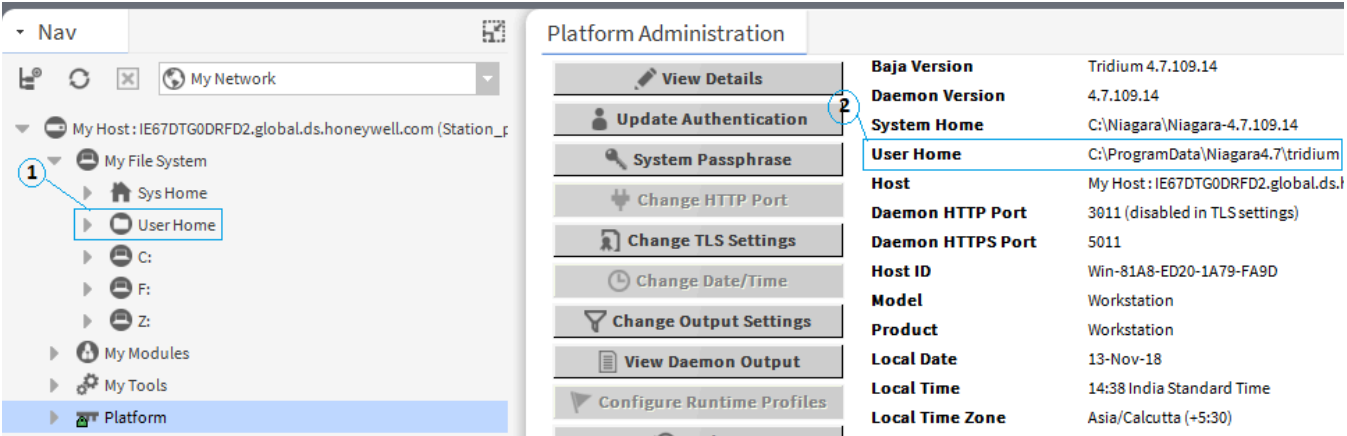 Nav
My Network
My Host : IE67DTG0DRFD2.global.ds.honeywell.com (Station_p
My File System
1
Sys Home
User Home
C:
F:
Z:
My Modules
My Tools
Platform
Platform Administration
View Details
Update Authentication
System Passphrase
Change HTTP Port
Change TLS Settings
Change Date/Time
Change Output Settings
View Daemon Output
Configure Runtime Profiles
2
Baja Version Tridium 4.7.109.14
Daemon Version 4.7.109.14
System Home C:\Niagara\Niagara-4.7.109.14
User Home C:\ProgramData\Niagara4.7\tridium
Host My Host : IE67DTG0DRFD2.global.ds.h
Daemon HTTP Port 3011 (disabled in TLS settings)
Daemon HTTPS Port 5011
Host ID Win-81A8-ED20-1A79-FA9D
Model Workstation
Product Workstation
Local Date 13-Nov-18
Local Time 14:38 India Standard Time
Local Time Zone Asia/Calcutta (+5:30)